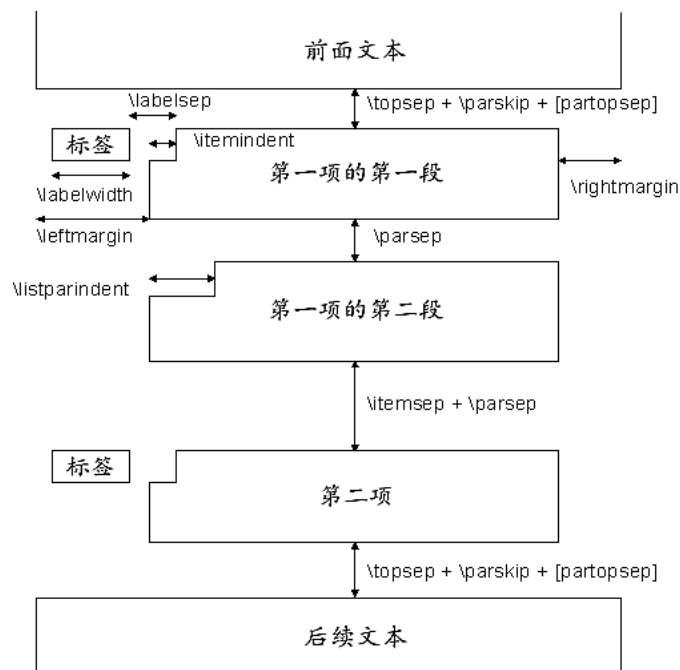 前面文本
\labelsep
\topsep + \parskip + [partopsep]
标签
\itemindent
第一项的第一段
\labelwidth
\rightmargin
\leftmargin
\parsep
\listparindent
第一项的第二段
\itemsep + \parsep
标签
第二项
\topsep + \parskip + [partopsep]
后续文本